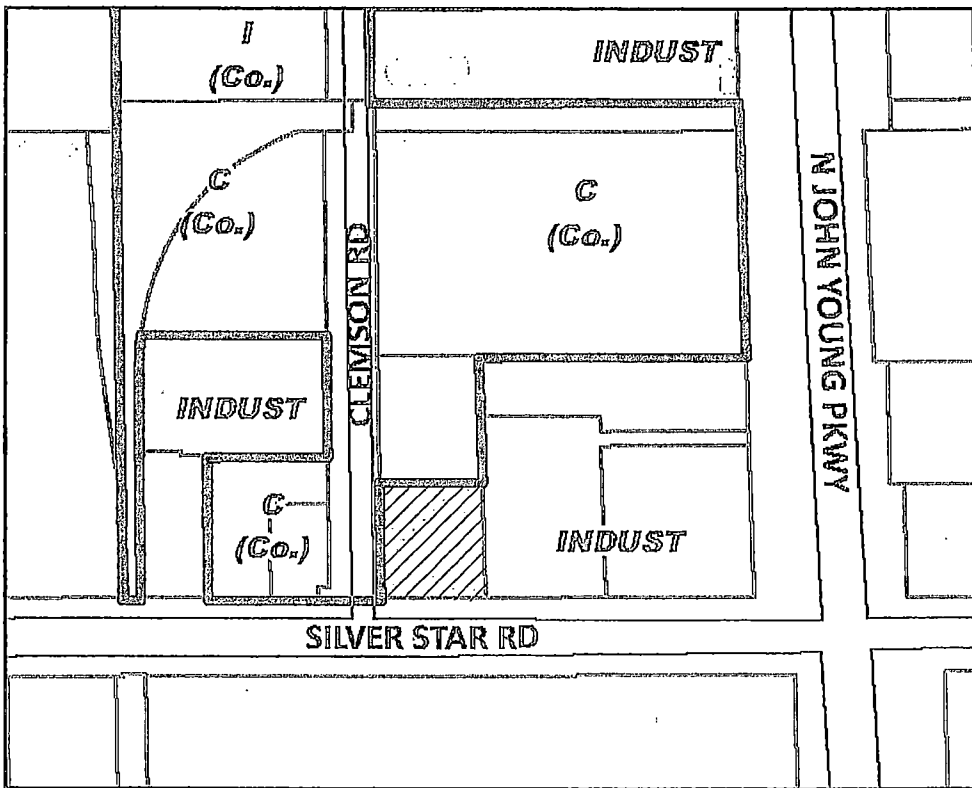 I
(Co.)
INDUST
C
(Co.)
C
(Co.)
CLEMSON RD
N JOHN YOUNG PKWY
INDUST
C
(Co.)
INDUST
SILVER STAR RD